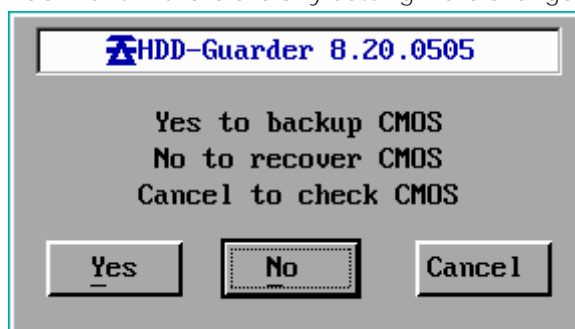 HDD-Guarder 8.20.0505
Yes to backup CMOS
No to recover CMOS
Cancel to check CMOS
Yes
No
Cancel